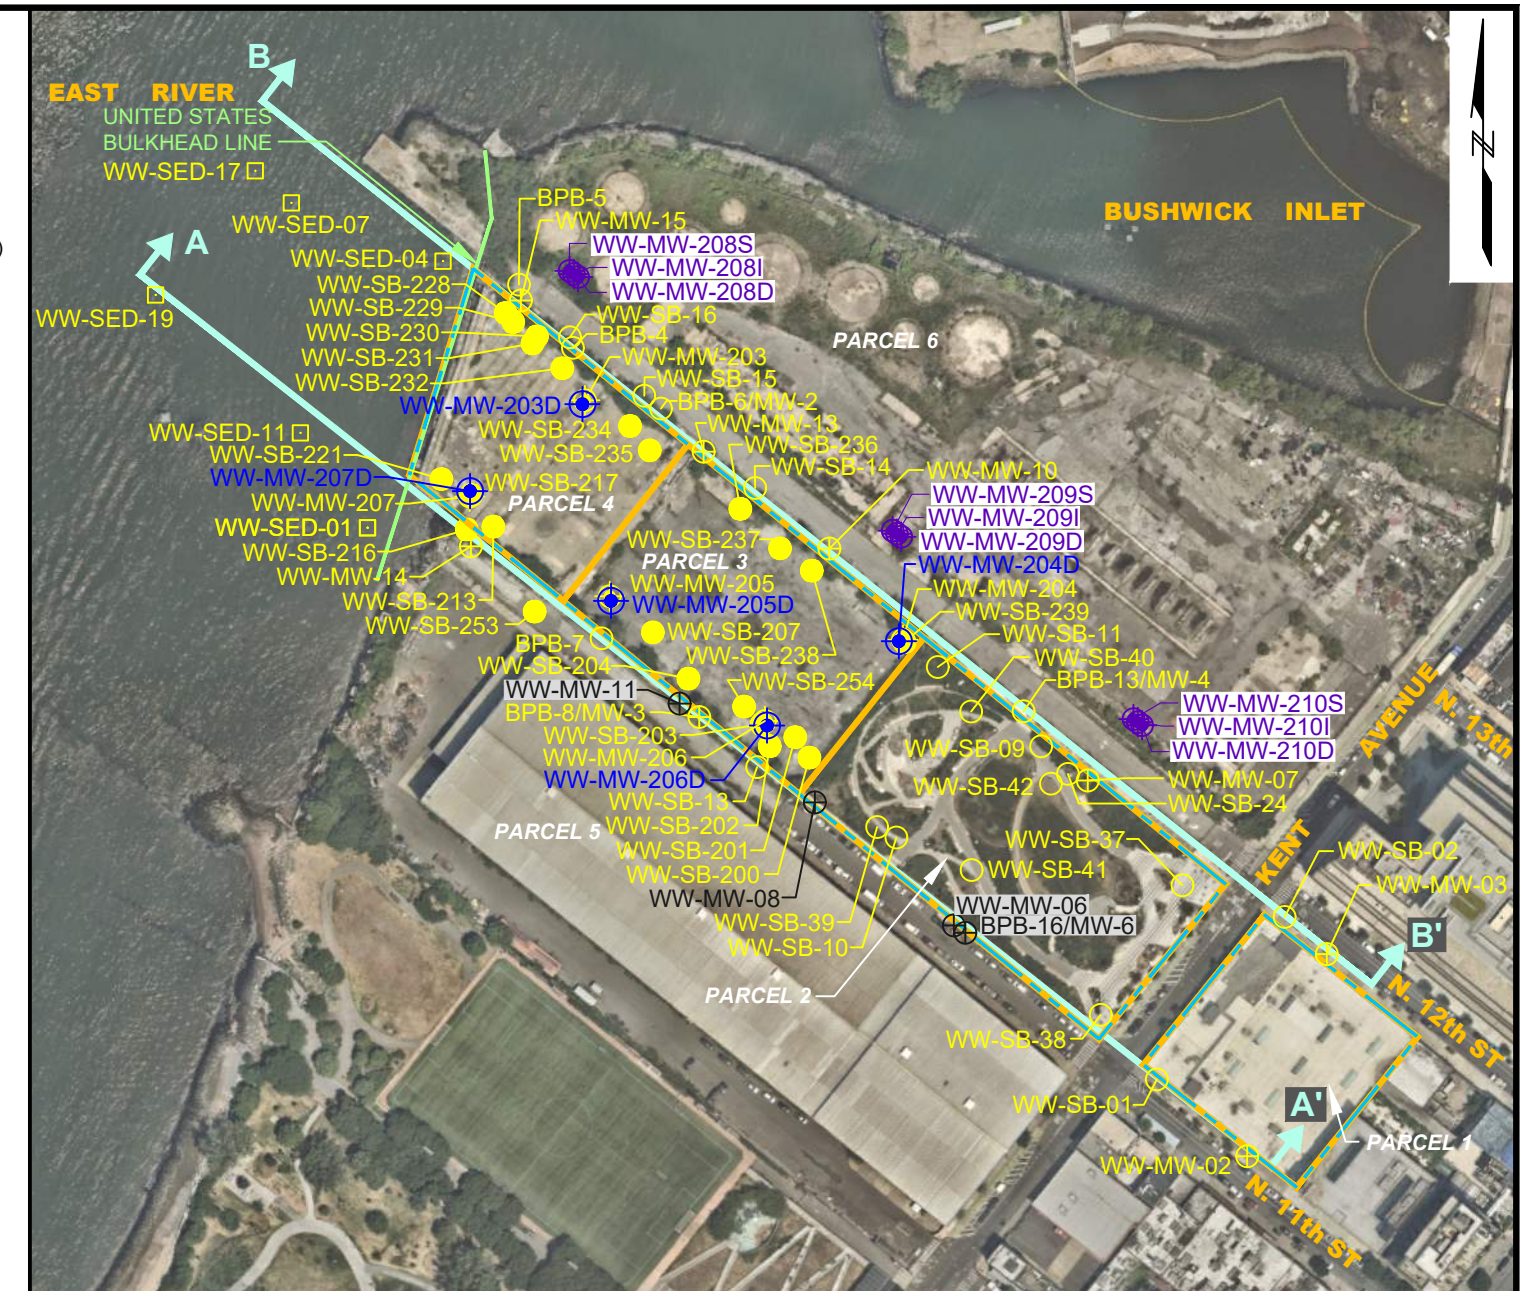 B
EAST RIVER
UNITED STATES
BULKHEAD LINE
WW-SED-17
WW-SED-07
A
WW-SED-04
WW-SED-19
WW-SB-228
WW-SB-229
WW-SB-230
WW-SB-231
WW-SB-232
BPB-5
WW-MW-15
WW-MW-208S
WW-MW-208I
WW-MW-208D
WW-SB-16
BPB-4
WW-MW-203
WW-SB-15
WW-MW-203D
BPB-6/MW-2
WW-MW-13
WW-SB-234
WW-SB-236
WW-SB-235
WW-SB-14
BUSHWICK INLET
N
PARCEL 6
WW-SED-11
WW-SB-221
WW-MW-207D
WW-SB-217
WW-MW-207
PARCEL 4
WW-SED-01
WW-SB-216
WW-MW-14
WW-SB-213
WW-SB-253
WW-MW-10
WW-MW-209S
WW-MW-209I
WW-MW-209D
WW-SB-237
PARCEL 3
WW-MW-204D
WW-MW-205
WW-MW-204
WW-MW-205D
WW-SB-239
WW-SB-207
WW-SB-11
BPB-7
WW-SB-238
WW-SB-40
WW-SB-204
WW-SB-254
BPB-13/MW-4
WW-MW-11
BPB-8/MW-3
WW-SB-203
WW-MW-206
WW-MW-206D
WW-SB-13
WW-SB-202
WW-SB-201
WW-SB-200
WW-MW-08
PARCEL 5
WW-SB-39
WW-SB-10
WW-SB-09
WW-SB-42
WW-MW-210S
WW-MW-210I
WW-MW-210D
WW-MW-07
WW-SB-24
WW-SB-37
WW-SB-41
WW-MW-06
BPB-16/MW-6
PARCEL 2
KENT AVENUE
N. 13th
WW-SB-02
WW-MW-03
B'
N. 12th ST
WW-SB-38
WW-SB-01
A'
PARCEL 1
WW-MW-02
N. 11th ST
)